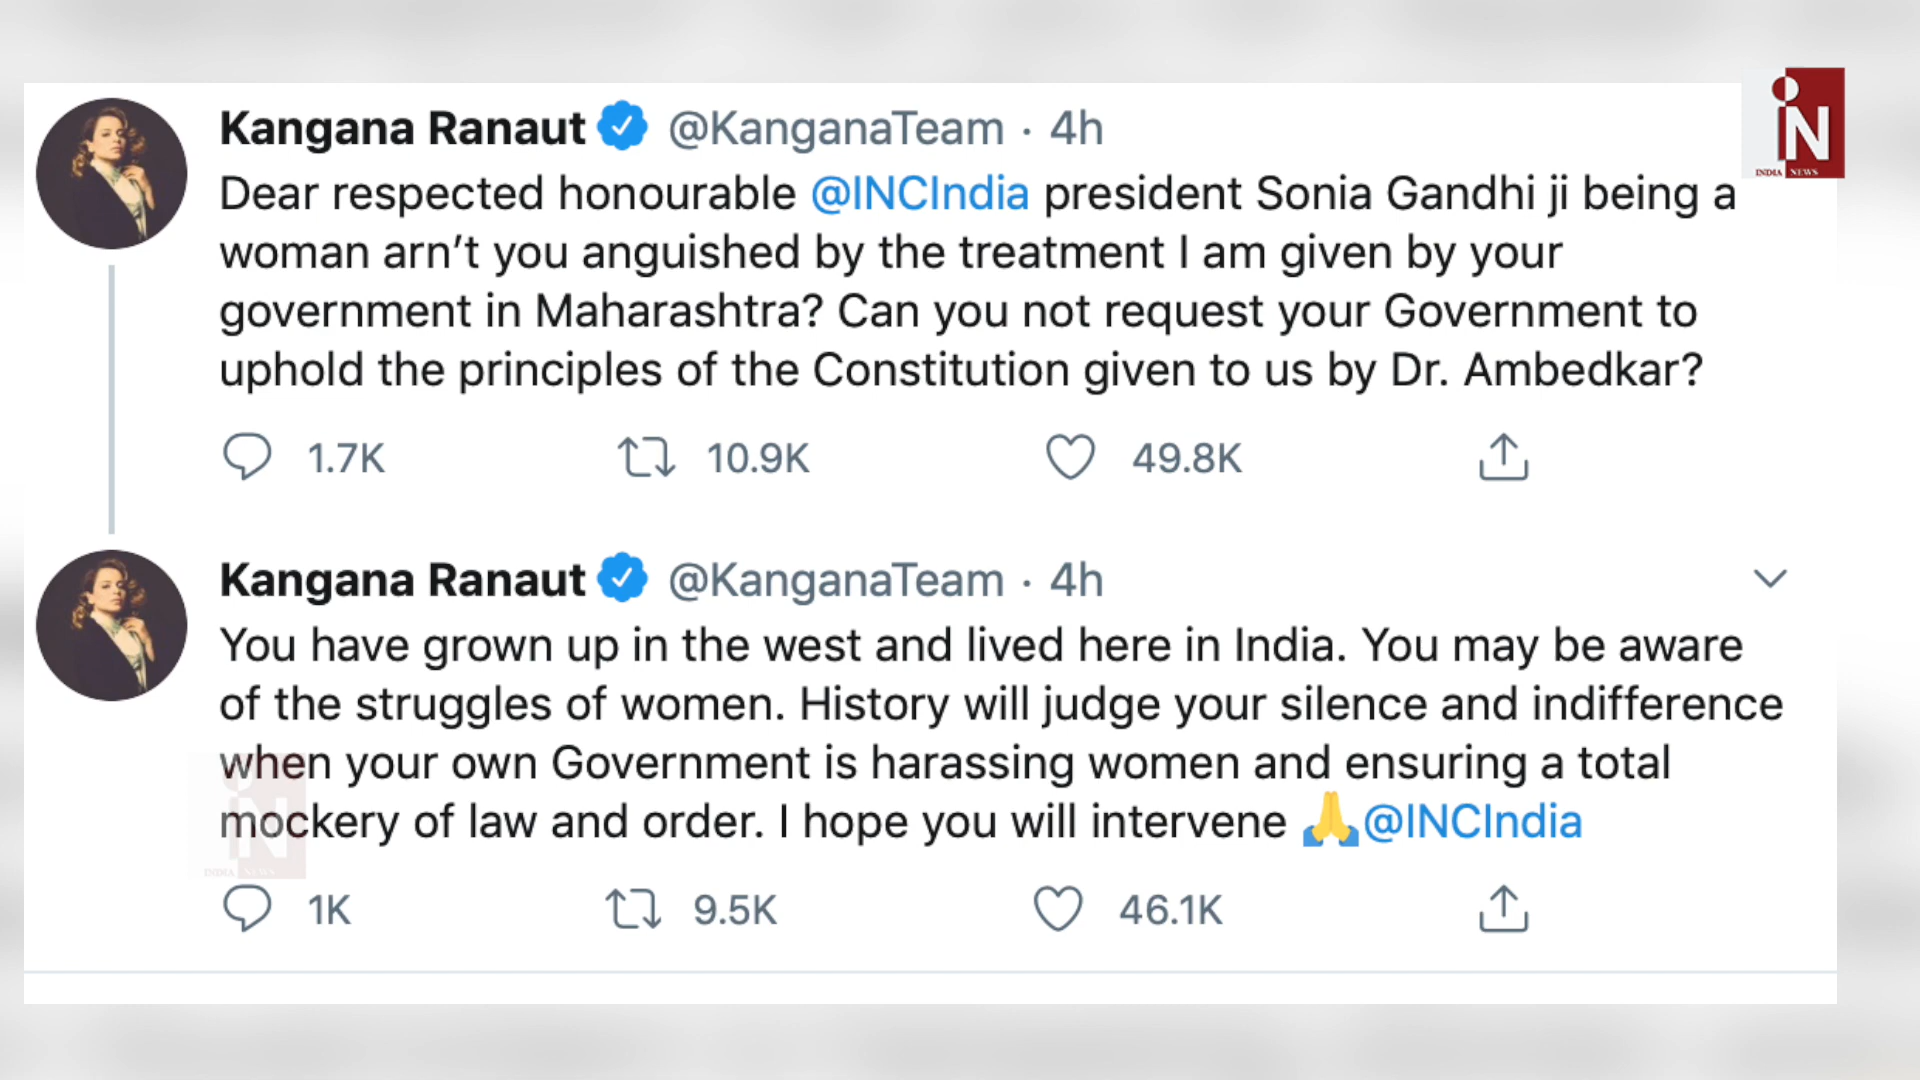 Kangana Ranaut @KanganaTeam · 4h
Dear respected honourable @INCIndia president Sonia Gandhi ji being a
woman arn’t you anguished by the treatment I am given by your
government in Maharashtra? Can you not request your Government to
uphold the principles of the Constitution given to us by Dr. Ambedkar?
1.7K 10.9K 49.8K
Kangana Ranaut @KanganaTeam · 4h
You have grown up in the west and lived here in India. You may be aware
of the struggles of women. History will judge your silence and indifference
when your own Government is harassing women and ensuring a total
mockery of law and order. I hope you will intervene 🙏@INCIndia
1K 9.5K 46.1K
iN
INDIA NEWS
iN
INDIA NEWS